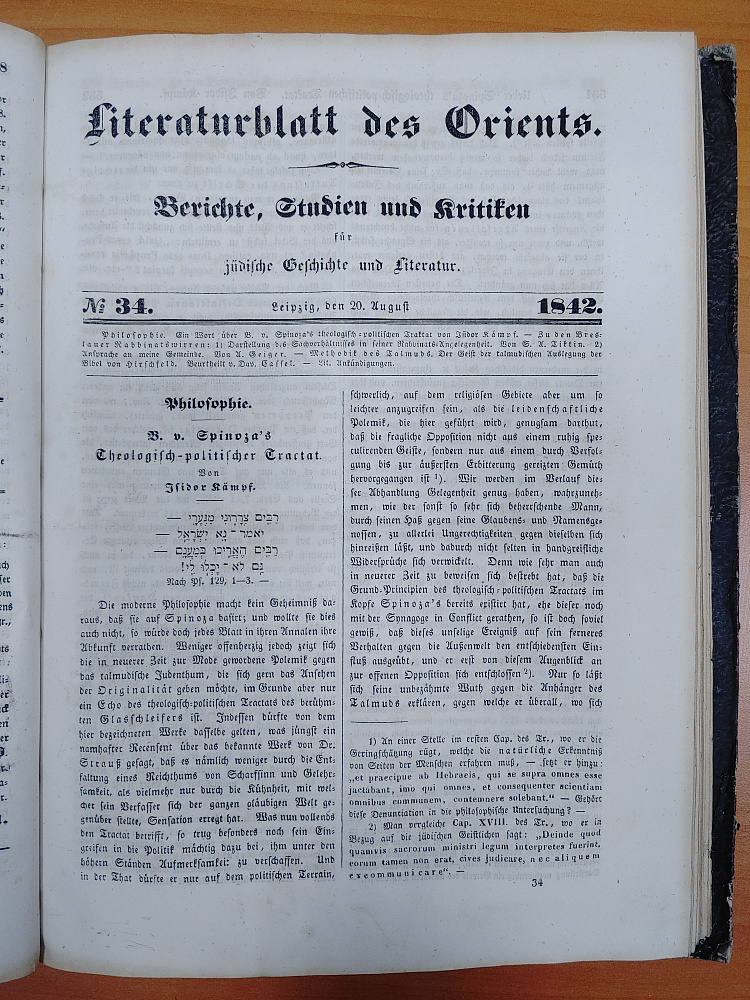 Literaturblatt des Orients.
Berichte, Studien und Kritiken
für
jüdische Geschichte und Literatur.
№ 34.
Leipzig, den 20. August
1842.
Philosophie. Ein Wort über B. v. Spinoza's theologisch-politischen Traktat von Isidor Kämpf. — Zu den Bres-
lauer Rabbinatswirren: 1) Darstellung des Sachverhältnisses in seiner Rabbinats-Angelegenheit. Von S. A. Tiktin. 2)
Ansprache an meine Gemeinde. Von A. Geiger. — Methodik des Talmuds. Der Geist der talmudischen Auslegung der
Bibel von Hirschfeld. Beurtheilt v. Dav. Cassel. — Lit. Ankündigungen.
Philosophie.
B. v. Spinoza's
Theologisch-politischer Tractat.
Von
Isidor Kämpf.
רַבִּים צְרָרוּנִי מִנְּעֻרַי —
יֹאמַר־נָא יִשְׂרָאֵל —
רַבִּים הֶאֱרִיכוּ בְּמַעֲנָם —
גַּם לֹא־יָכְלוּ לִי!
Nach Ps. 129, 1—3. —
Die moderne Philosophie macht kein Geheimniß da-
raus, daß sie auf Spinoza basirt; und wollte sie dies
auch nicht, so würde doch jedes Blatt in ihren Annalen ihre
Abkunft verrathen. Weniger offenherzig jedoch zeigt sich
die in neuerer Zeit zur Mode gewordene Polemik gegen
das talmudische Judenthum, die sich gern das Ansehen
der Originalität geben möchte, im Grunde aber nur
ein Echo des theologisch-politischen Tractats des berühm-
ten Glasschleifers ist. Indessen dürfte von dem
hier bezeichneten Werke dasselbe gelten, was jüngst ein
namhafter Recensent über das bekannte Werk von Dr.
Strauß gesagt, daß es nämlich weniger durch die Ent-
faltung eines Reichthums von Scharfsinn und Gelehr-
samkeit, als vielmehr nur durch die Kühnheit, mit wel-
cher sein Verfasser sich der ganzen gläubigen Welt ge-
genüber stellte, Sensation erregt hat. Was nun vollends
den Tractat betrifft, so trug besonders noch sein Ein-
greifen in die Politik mächtig dazu bei, ihm unter den
höhern Ständen Aufmerksamkeit zu verschaffen. Und
in der That dürfte er nur auf dem politischen Terrain,
schwerlich, auf dem religiösen Gebiete aber um so
leichter anzugreifen sein, als die leidenschaftliche
Polemik, die hier geführt wird, genugsam darthut,
daß die fragliche Opposition nicht aus einem ruhig spe-
culirenden Geiste, sondern nur aus einem durch Verfol-
gung bis zur äußersten Erbitterung gereizten Gemüth
hervorgegangen ist 1). Wir werden im Verlauf die-
ser Abhandlung Gelegenheit genug haben, wahrzuneh-
men, wie der sonst so sehr sich beherrschende Mann,
durch seinen Haß gegen seine Glaubens- und Namensge-
nossen, zu allerlei Ungerechtigkeiten gegen dieselben sich
hinreißen läßt, und dadurch nicht selten in handgreifliche
Widersprüche sich verwickelt. Denn wie sehr man auch
in neuerer Zeit zu beweisen sich bestrebt hat, daß die
Grund-Principien des theologisch-politischen Tractats im
Kopfe Spinoza's bereits existirt hat, ehe dieser noch
mit der Synagoge in Conflict gerathen, so ist doch soviel
gewiß, daß dieses unselige Ereigniß auf sein ferneres
Verhalten gegen die Außenwelt den entschiedensten Ein-
fluß ausgeübt, und er erst von diesem Augenblick an
zur offenen Opposition sich entschlossen 2). Nur so läßt
sich seine unbezähmte Wuth gegen die Anhänger des
Talmuds erklären, gegen welche er überall, wo sich
1) An einer Stelle im ersten Cap. des Tr., wo er die
Geringschätzung rügt, welche die natürliche Erkenntniß
von Seiten der Menschen erfahren muß, — setzt er hinzu:
„et praecipue ab Hebraeis, qui se supra omnes esse
jactabant, imo qui omnes, et consequenter scientiam
omnibus communem, contemnere solebant." — Gehört
diese Denunciation in die philosophische Untersuchung? —
2) Man vergleiche Cap. XVIII. des Tr., wo er in
Bezug auf die jüdischen Geistlichen sagt: „Deinde quod
quamvis sacrorum ministri legum interpretes fuerint,
eorum tamen non erat, cives judicare, nec aliquem
excommunicare". —
34